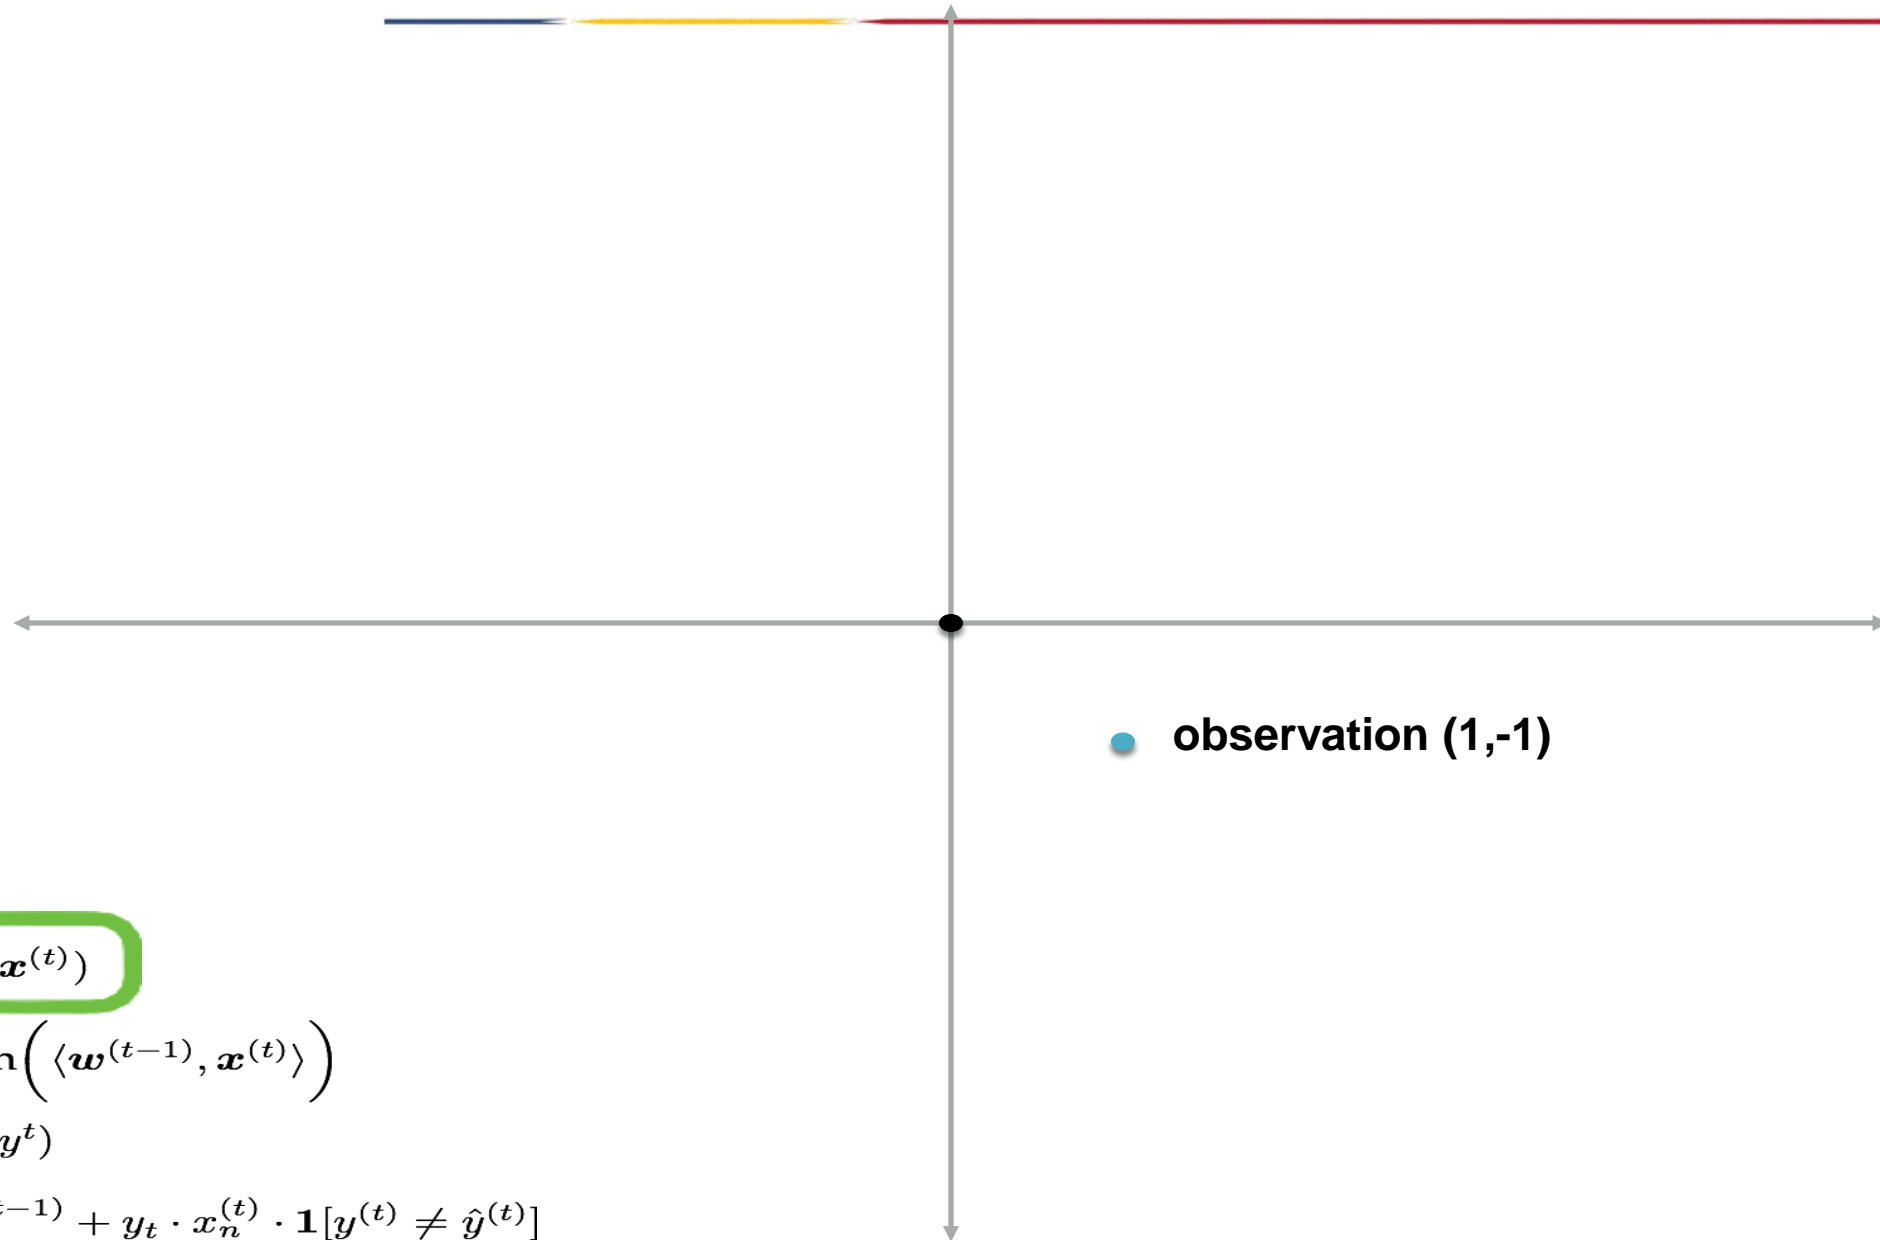 observation (1,-1)
x^(t))
n(⟨w^(t−1), x^(t)⟩)
y^t)
t−1) + y_t · x_n^(t) · 1[y^(t) ≠ ŷ^(t)]